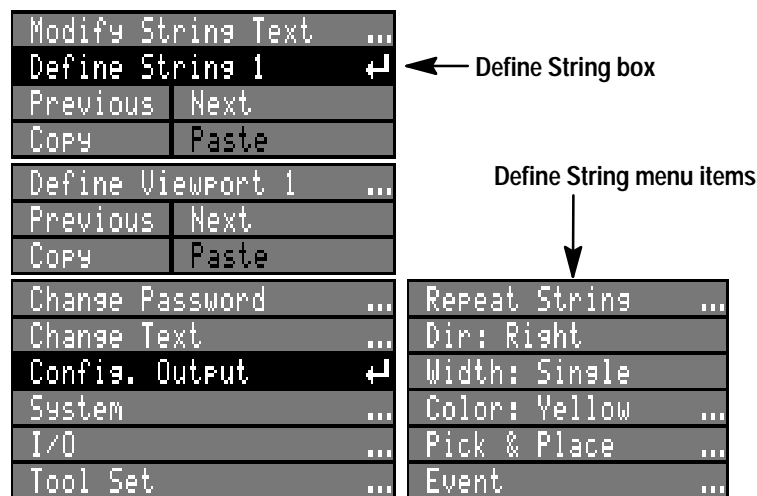 Modify String Text ...
Define String 1 ↵
Define String box
Previous Next
Copy Paste
Define Viewport 1 ...
Previous Next
Copy Paste
Define String menu items
Change Password ...
Change Text ...
Config. Output ↵
System ...
I/O ...
Tool Set ...
Repeat String ...
Dir: Right
Width: Single
Color: Yellow ...
Pick & Place ...
Event ...